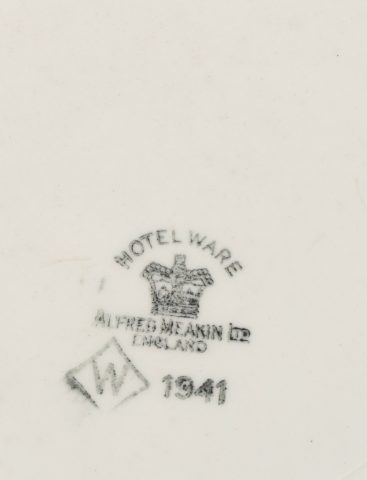 HOTEL WARE
ALFRED MEAKIN LTD
ENGLAND
W
1941